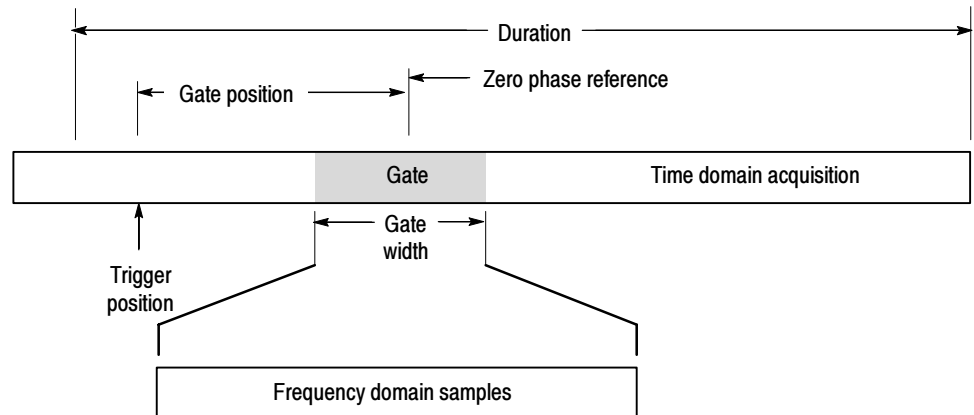 Duration
Zero phase reference
Gate position
Gate
Time domain acquisition
Gate
width
Trigger
position
Frequency domain samples